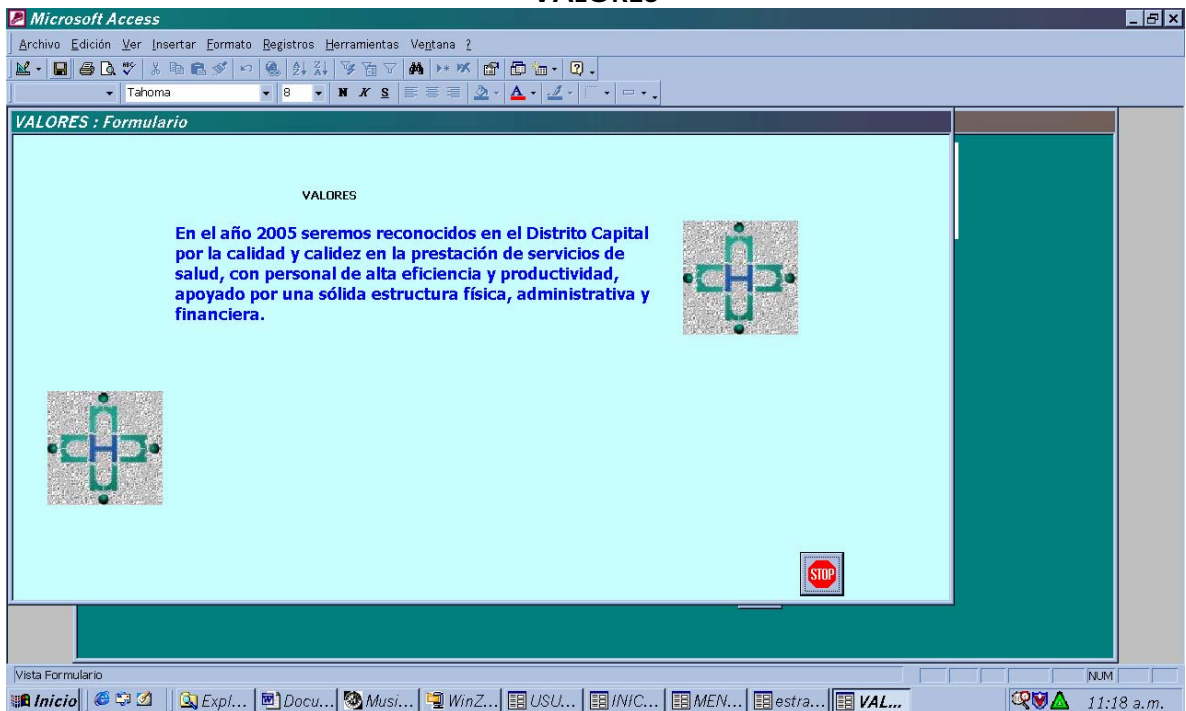 VALORES
Microsoft Access
Archivo Edición Ver Insertar Formato Registros Herramientas Ventana ?
Tahoma 8 N K S
VALORES : Formulario
VALORES
En el año 2005 seremos reconocidos en el Distrito Capital
por la calidad y calidez en la prestación de servicios de
salud, con personal de alta eficiencia y productividad,
apoyado por una sólida estructura física, administrativa y
financiera.
H
H
STOP
Vista Formulario NUM
Inicio Expl... Docu... Musi... WinZ... USU... INIC... MEN... estra... VAL... 11:18 a.m.